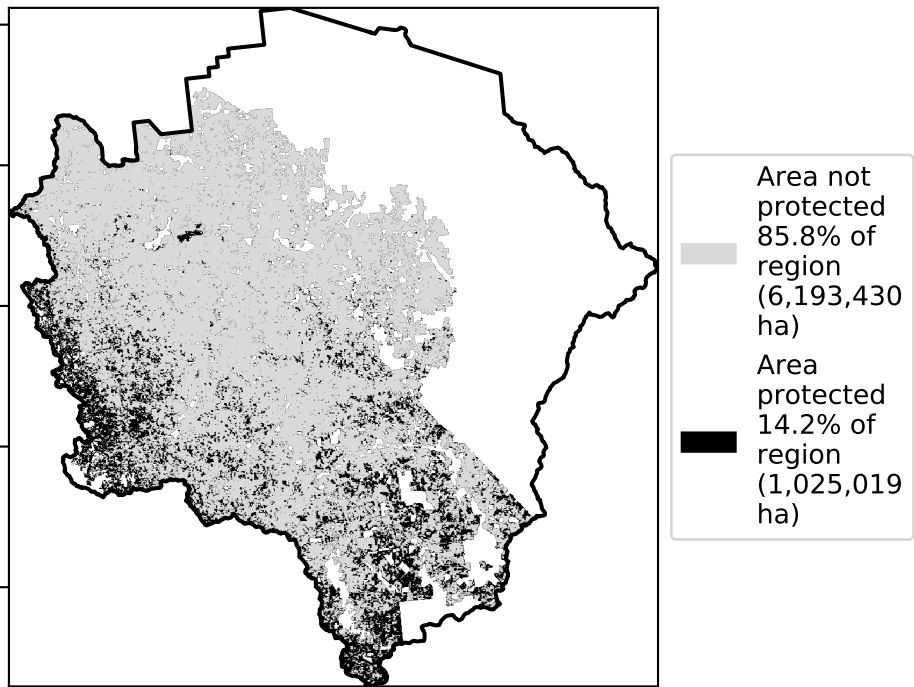 Area not
protected
85.8% of
region
(6,193,430
ha)
Area
protected
14.2% of
region
(1,025,019
ha)